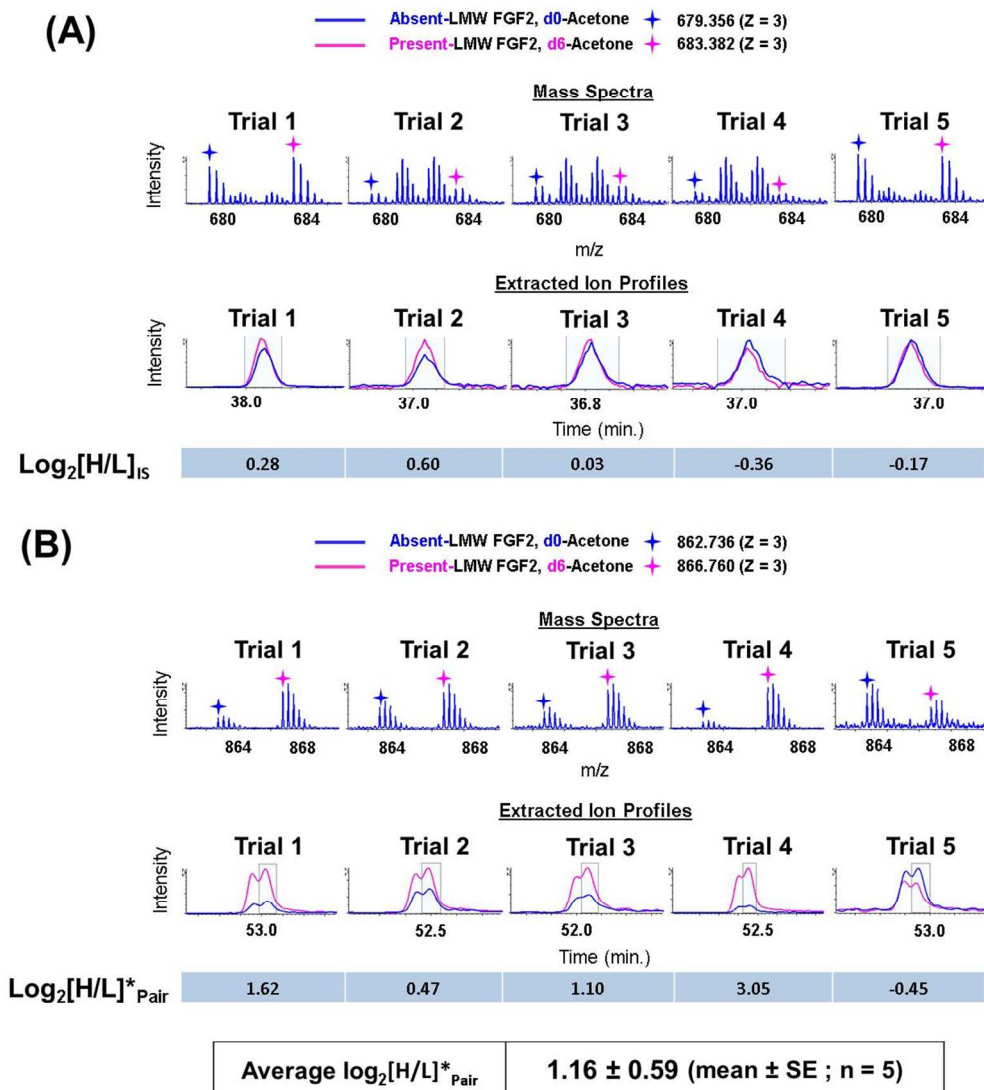 (A)
Absent-LMW FGF2, d0-Acetone 679.356 (Z = 3)
Present-LMW FGF2, d6-Acetone 683.382 (Z = 3)
Mass Spectra
Trial 1 Trial 2 Trial 3 Trial 4 Trial 5
Intensity
680 684 680 684 680 684 680 684 680 684
m/z
Extracted Ion Profiles
Trial 1 Trial 2 Trial 3 Trial 4 Trial 5
Intensity
38.0 37.0 36.8 37.0 37.0
Time (min.)
Log₂[H/L]IS 0.28 0.60 0.03 -0.36 -0.17
(B)
Absent-LMW FGF2, d0-Acetone 862.736 (Z = 3)
Present-LMW FGF2, d6-Acetone 866.760 (Z = 3)
Mass Spectra
Trial 1 Trial 2 Trial 3 Trial 4 Trial 5
Intensity
864 868 864 868 864 868 864 868 864 868
m/z
Extracted Ion Profiles
Trial 1 Trial 2 Trial 3 Trial 4 Trial 5
Intensity
53.0 52.5 52.0 52.5 53.0
Time (min.)
Log₂[H/L]*Pair 1.62 0.47 1.10 3.05 -0.45
Average log₂[H/L]*Pair 1.16 ± 0.59 (mean ± SE ; n = 5)